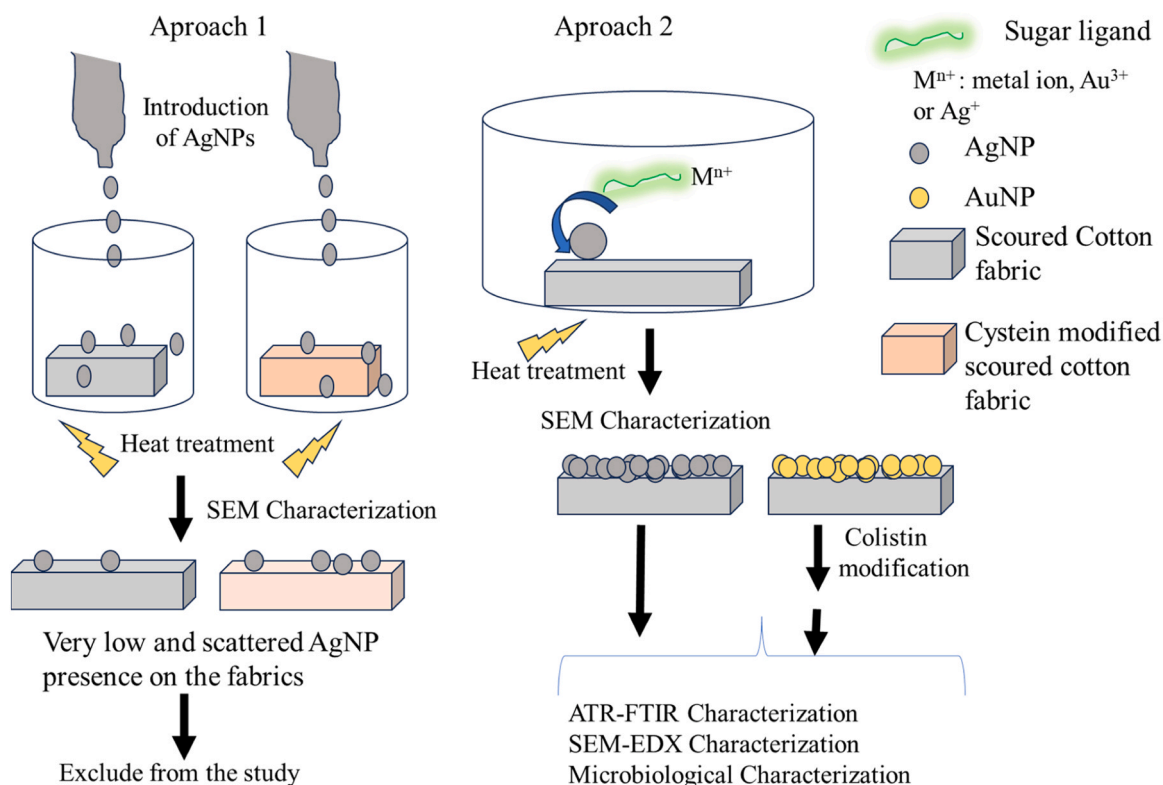 Aproach 1
Introduction
of AgNPs
Heat treatment
SEM Characterization
Very low and scattered AgNP
presence on the fabrics
Exclude from the study
Aproach 2
Mⁿ⁺
Heat treatment
SEM Characterization
Colistin
modification
ATR-FTIR Characterization
SEM-EDX Characterization
Microbiological Characterization
Sugar ligand
Mⁿ⁺ : metal ion, Au³⁺
or Ag⁺
AgNP
AuNP
Scoured Cotton
fabric
Cystein modified
scoured cotton
fabric